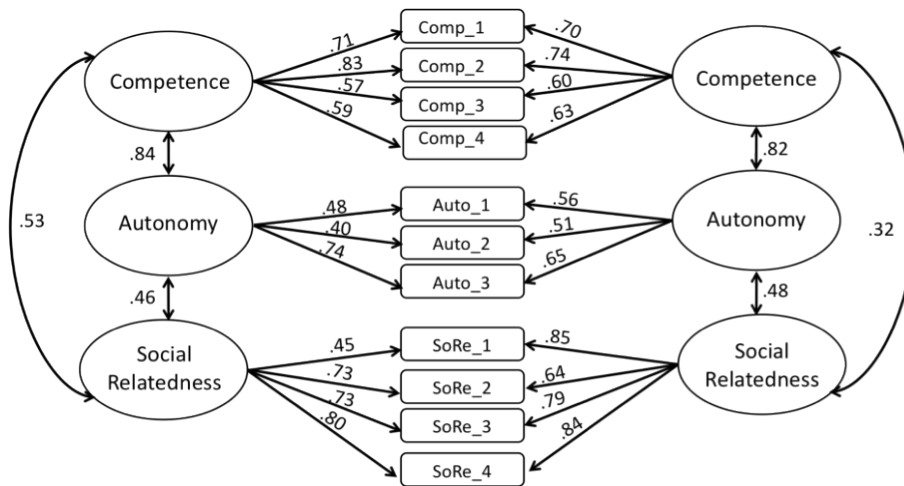 Competence
Autonomy
Social
Relatedness
.84
.46
.53
.71
.83
.57
.59
.48
.40
.74
.45
.73
.73
.80
Comp_1
Comp_2
Comp_3
Comp_4
Auto_1
Auto_2
Auto_3
SoRe_1
SoRe_2
SoRe_3
SoRe_4
.70
.74
.60
.63
.56
.51
.65
.85
.64
.79
.84
Competence
Autonomy
Social
Relatedness
.82
.48
.32